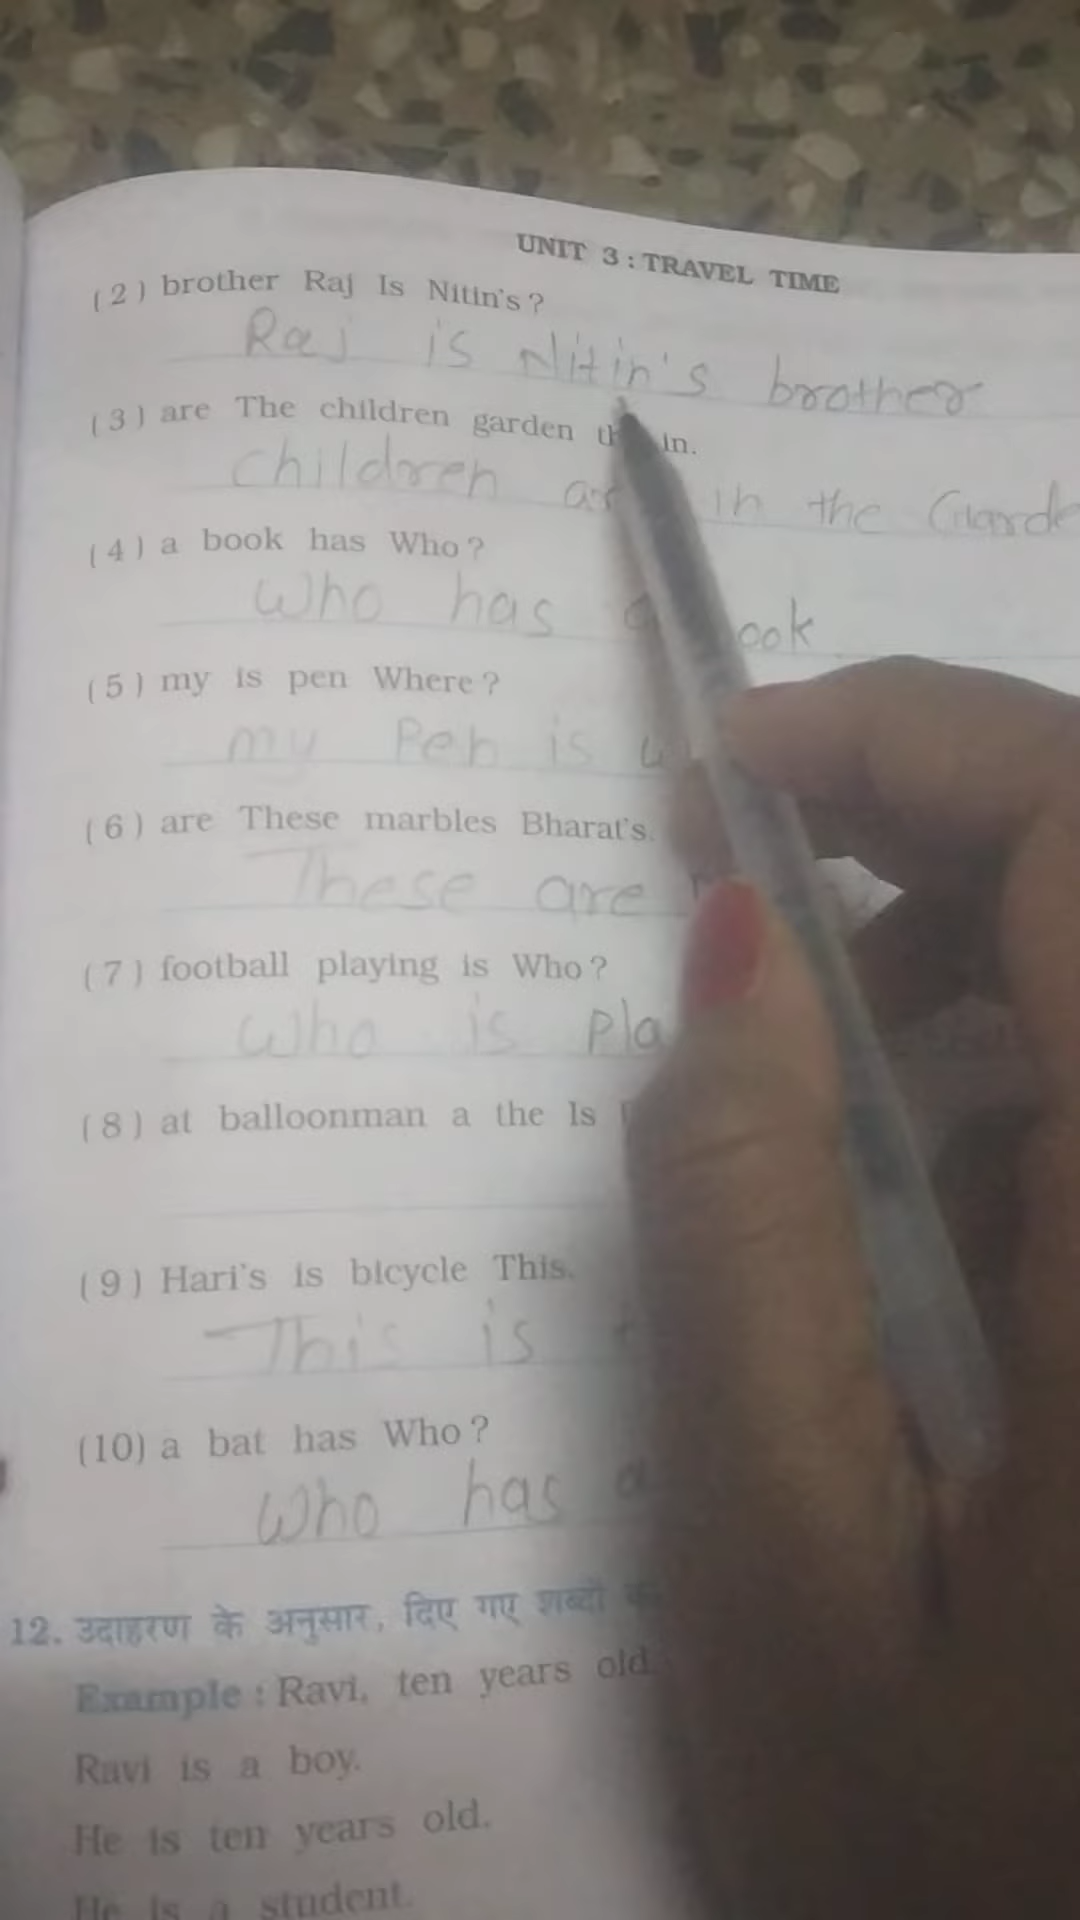 UNIT 3 : TRAVEL TIME
(2) brother Raj Is Nitin's?
Raj is Nitin's brother
(3) are The children garden in.
Children in the
(4) a book has Who?
Who has
(5) my is pen Where?
my Pen is
(6) are These marbles Bharat's.
These are
(7) football playing is Who?
Who is
(8) at balloonman a the Is
(9) Hari's is bicycle This.
This is
(10) a bat has Who?
Who has a
12. उदाहरण के अनुसार, दिए गए शब्दों
Example : Ravi, ten years old
Ravi is a boy.
He is ten years old.
He is a student.